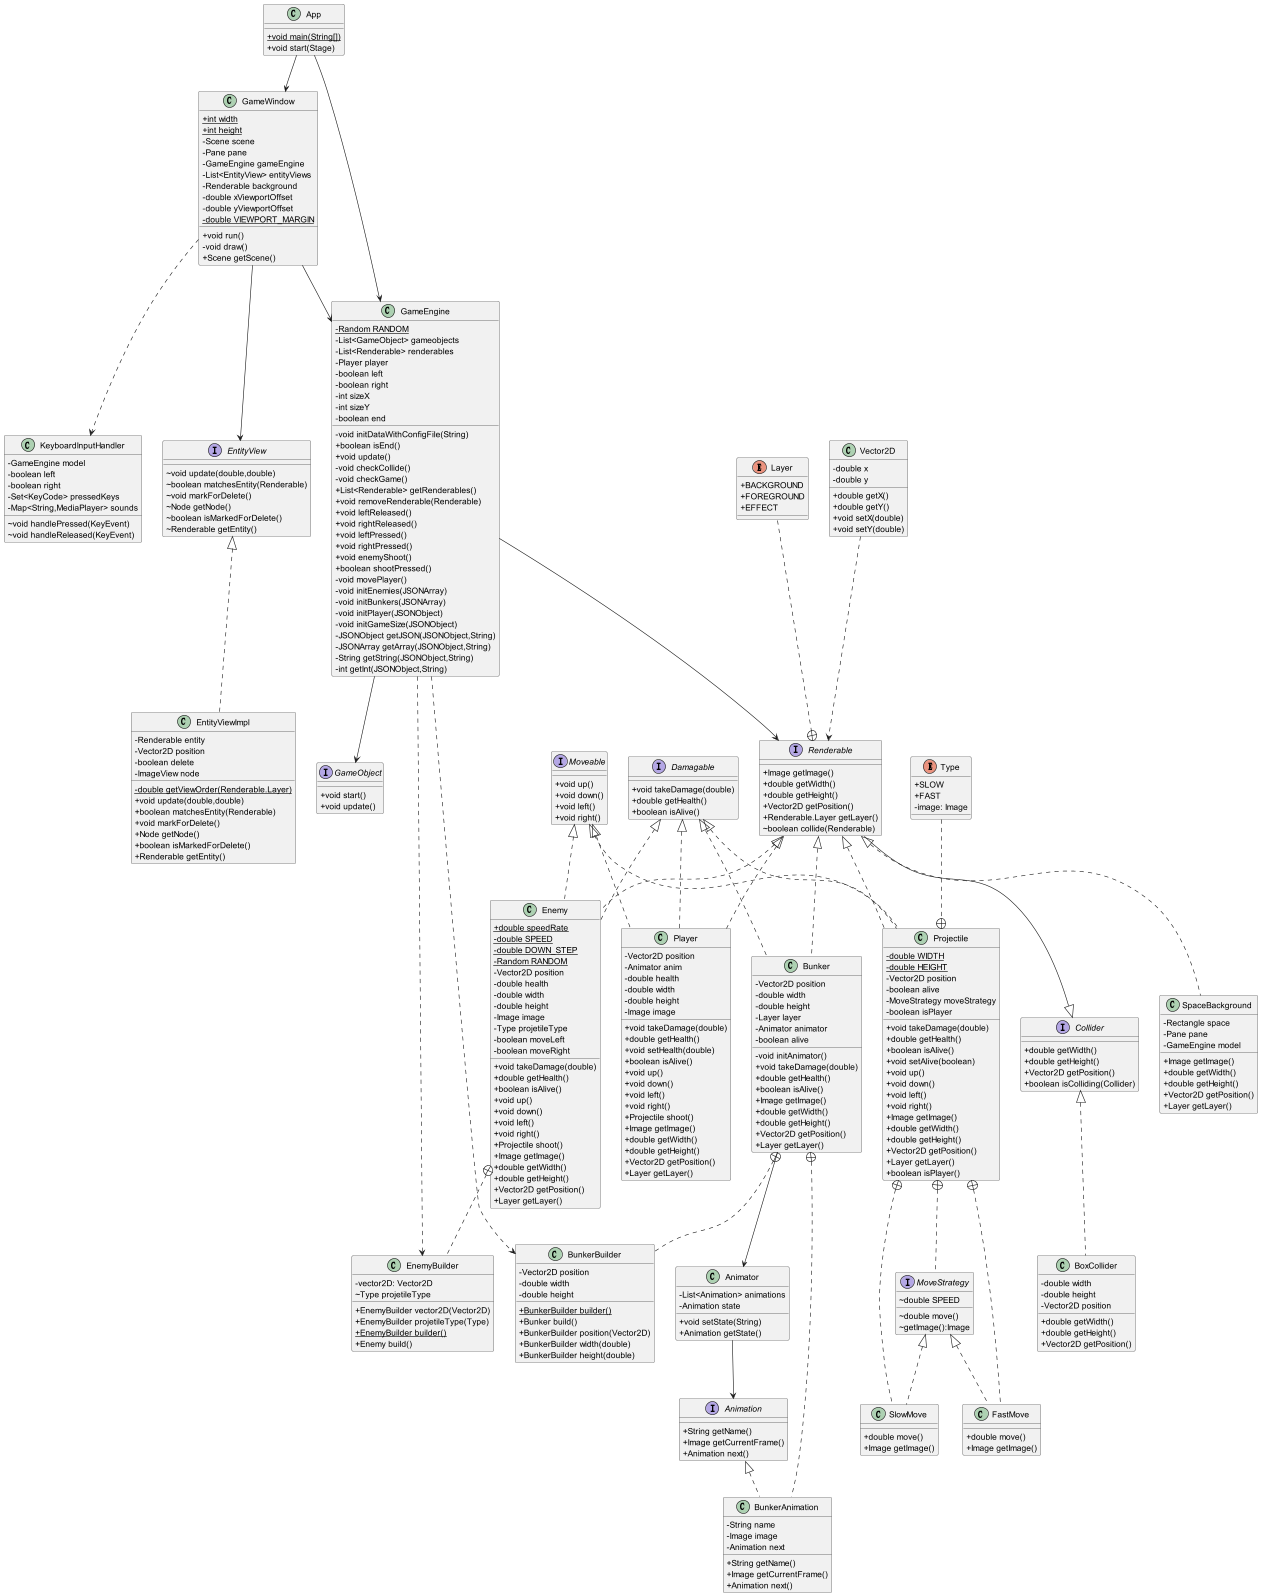 C App
+void main(String[])
+void start(Stage)
C GameWindow
+int width
+int height
-Scene scene
-Pane pane
-GameEngine gameEngine
-List<EntityView> entityViews
-Renderable background
-double xViewportOffset
-double yViewportOffset
-double VIEWPORT_MARGIN
+void run()
-void draw()
+Scene getScene()
C GameEngine
-Random RANDOM
-List<GameObject> gameobjects
-List<Renderable> renderables
-Player player
-boolean left
-boolean right
-int sizeX
-int sizeY
-boolean end
-void initDataWithConfigFile(String)
+boolean isEnd()
+void update()
-void checkCollide()
-void checkGame()
+List<Renderable> getRenderables()
+void removeRenderable(Renderable)
+void leftReleased()
+void rightReleased()
+void leftPressed()
+void rightPressed()
+void enemyShoot()
+boolean shootPressed()
-void movePlayer()
-void initEnemies(JSONArray)
-void initBunkers(JSONArray)
-void initPlayer(JSONObject)
-void initGameSize(JSONObject)
-JSONObject getJSON(JSONObject,String)
-JSONArray getArray(JSONObject,String)
-String getString(JSONObject,String)
-int getInt(JSONObject,String)
C KeyboardInputHandler
-GameEngine model
-boolean left
-boolean right
-Set<KeyCode> pressedKeys
-Map<String,MediaPlayer> sounds
~void handlePressed(KeyEvent)
~void handleReleased(KeyEvent)
I EntityView
~void update(double,double)
~boolean matchesEntity(Renderable)
~void markForDelete()
~Node getNode()
~boolean isMarkedForDelete()
~Renderable getEntity()
E Layer
+BACKGROUND
+FOREGROUND
+EFFECT
C Vector2D
-double x
-double y
+double getX()
+double getY()
+void setX(double)
+void setY(double)
C EntityViewImpl
-Renderable entity
-Vector2D position
-boolean delete
-ImageView node
-double getViewOrder(Renderable.Layer)
+void update(double,double)
+boolean matchesEntity(Renderable)
+void markForDelete()
+Node getNode()
+boolean isMarkedForDelete()
+Renderable getEntity()
I GameObject
+void start()
+void update()
I Moveable
+void up()
+void down()
+void left()
+void right()
I Damagable
+void takeDamage(double)
+double getHealth()
+boolean isAlive()
I Renderable
+Image getImage()
+double getWidth()
+double getHeight()
+Vector2D getPosition()
+Renderable.Layer getLayer()
~boolean collide(Renderable)
E Type
+SLOW
+FAST
-image: Image
C Enemy
+double speedRate
-double SPEED
-double DOWN_STEP
-Random RANDOM
-Vector2D position
-double health
-double width
-double height
-Image image
-Type projetileType
-boolean moveLeft
-boolean moveRight
+void takeDamage(double)
+double getHealth()
+boolean isAlive()
+void up()
+void down()
+void left()
+void right()
+Projectile shoot()
+Image getImage()
+double getWidth()
+double getHeight()
+Vector2D getPosition()
+Layer getLayer()
C Player
-Vector2D position
-Animator anim
-double health
-double width
-double height
-Image image
+void takeDamage(double)
+double getHealth()
+void setHealth(double)
+boolean isAlive()
+void up()
+void down()
+void left()
+void right()
+Projectile shoot()
+Image getImage()
+double getWidth()
+double getHeight()
+Vector2D getPosition()
+Layer getLayer()
C Bunker
-Vector2D position
-double width
-double height
-Layer layer
-Animator animator
-boolean alive
-void initAnimator()
+void takeDamage(double)
+double getHealth()
+boolean isAlive()
+Image getImage()
+double getWidth()
+double getHeight()
+Vector2D getPosition()
+Layer getLayer()
C Projectile
-double WIDTH
-double HEIGHT
-Vector2D position
-boolean alive
-MoveStrategy moveStrategy
-boolean isPlayer
+void takeDamage(double)
+double getHealth()
+boolean isAlive()
+void setAlive(boolean)
+void up()
+void down()
+void left()
+void right()
+Image getImage()
+double getWidth()
+double getHeight()
+Vector2D getPosition()
+Layer getLayer()
+boolean isPlayer()
I Collider
+double getWidth()
+double getHeight()
+Vector2D getPosition()
+boolean isColliding(Collider)
C SpaceBackground
-Rectangle space
-Pane pane
-GameEngine model
+Image getImage()
+double getWidth()
+double getHeight()
+Vector2D getPosition()
+Layer getLayer()
C EnemyBuilder
-vector2D: Vector2D
~Type projetileType
+EnemyBuilder vector2D(Vector2D)
+EnemyBuilder projetileType(Type)
+EnemyBuilder builder()
+Enemy build()
C BunkerBuilder
-Vector2D position
-double width
-double height
+BunkerBuilder builder()
+Bunker build()
+BunkerBuilder position(Vector2D)
+BunkerBuilder width(double)
+BunkerBuilder height(double)
C Animator
-List<Animation> animations
-Animation state
+void setState(String)
+Animation getState()
I MoveStrategy
~double SPEED
~double move()
~getImage():Image
C BoxCollider
-double width
-double height
-Vector2D position
+double getWidth()
+double getHeight()
+Vector2D getPosition()
I Animation
+String getName()
+Image getCurrentFrame()
+Animation next()
C SlowMove
+double move()
+Image getImage()
C FastMove
+double move()
+Image getImage()
C BunkerAnimation
-String name
-Image image
-Animation next
+String getName()
+Image getCurrentFrame()
+Animation next()